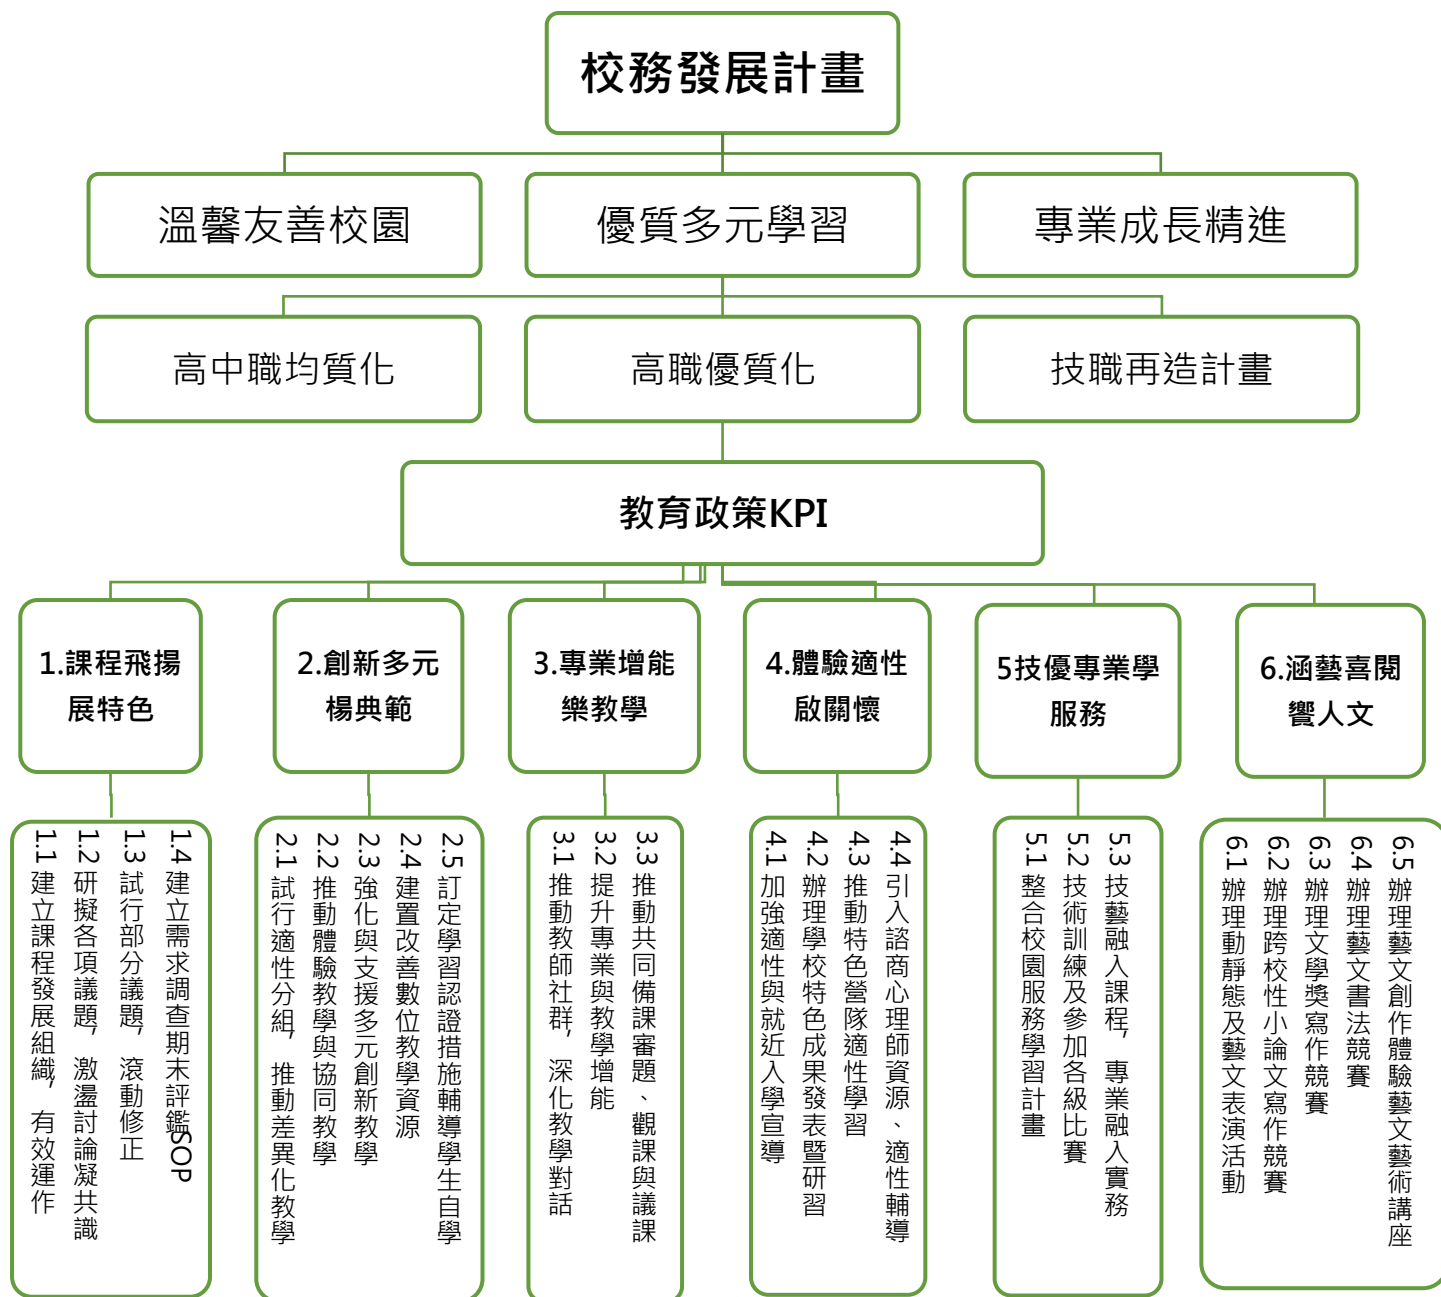 校務發展計畫
溫馨友善校園
優質多元學習
專業成長精進
高中職均質化
高職優質化
技職再造計畫
教育政策KPI
1.課程飛揚
展特色
2.創新多元
楊典範
3.專業增能
樂教學
4.體驗適性
啟關懷
5技優專業學
服務
6.涵藝喜閱
饗人文
1.1 建立課程發展組織，有效運作
1.2 研擬各項議題，激盪討論凝共識
1.3 試行部分議題，滾動修正
1.4 建立需求調查期末評鑑SOP
2.1 試行適性分組，推動差異化教學
2.2 推動體驗教學與協同教學
2.3 強化與支援多元創新教學
2.4 建置改善數位教學資源
2.5 訂定學習認證措施輔導學生自學
3.1 推動教師社群，深化教學對話
3.2 提升專業與教學增能
3.3 推動共同備課審題、觀課與議課
4.1 加強適性與就近入學宣導
4.2 辦理學校特色成果發表暨研習
4.3 推動特色營隊適性學習
4.4 引入諮商心理師資源、適性輔導
5.1 整合校園服務學習計畫
5.2 技術訓練及參加各級比賽
5.3 技藝融入課程，專業融入實務
6.1 辦理動靜態及藝文表演活動
6.2 辦理跨校性小論文寫作競賽
6.3 辦理文學獎寫作競賽
6.4 辦理藝文書法競賽
6.5 辦理藝文創作體驗藝文藝術講座